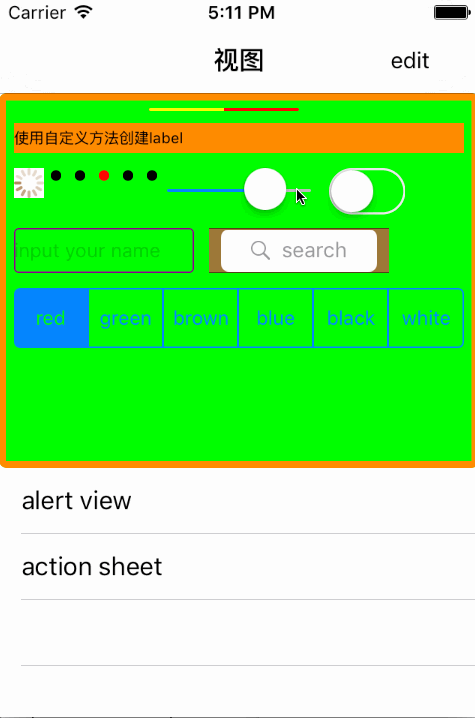 Carrier 5:11 PM
视图 edit
使用自定义方法创建label
input your name search
red green brown blue black white
alert view
action sheet